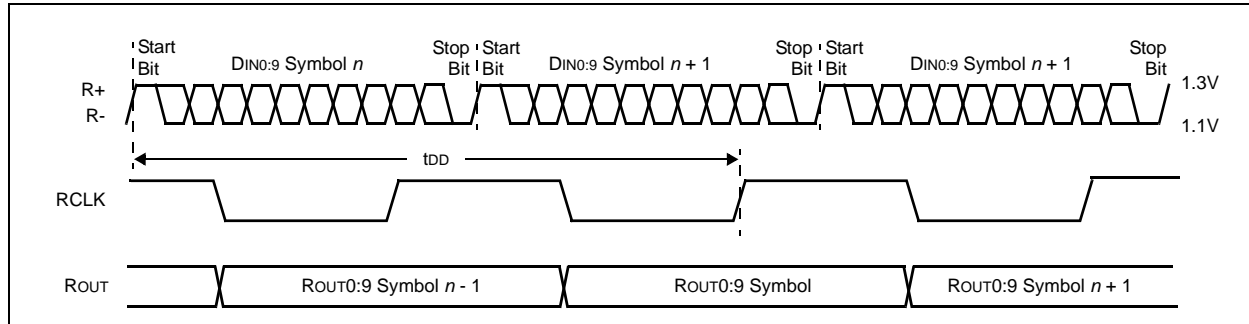 Start Bit
DIN0:9 Symbol n
Stop Bit
Start Bit
DIN0:9 Symbol n + 1
Stop Bit
Start Bit
DIN0:9 Symbol n + 1
Stop Bit
R+
R-
1.3V
1.1V
tDD
RCLK
ROUT
ROUT0:9 Symbol n - 1
ROUT0:9 Symbol
ROUT0:9 Symbol n + 1